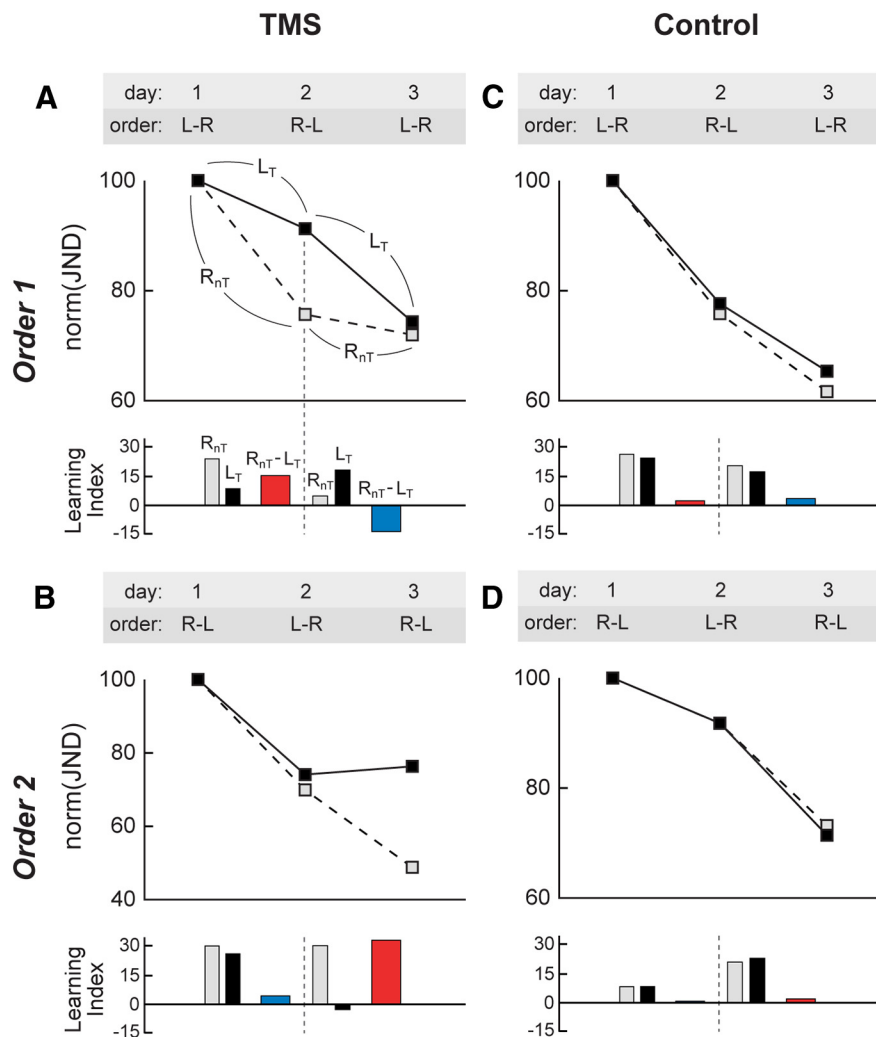 TMS
Control
A
day: 1 2 3
order: L-R R-L L-R
Order 1
norm(JND)
100
80
60
L_T
L_T
R_nT
R_nT
Learning Index
30
15
0
-15
R_nT
L_T
R_nT-L_T
R_nT
L_T
R_nT-L_T
C
day: 1 2 3
order: L-R R-L L-R
100
80
60
30
15
0
-15
B
day: 1 2 3
order: R-L L-R R-L
Order 2
norm(JND)
100
80
60
40
Learning Index
30
15
0
-15
D
day: 1 2 3
order: R-L L-R R-L
100
80
60
30
15
0
-15